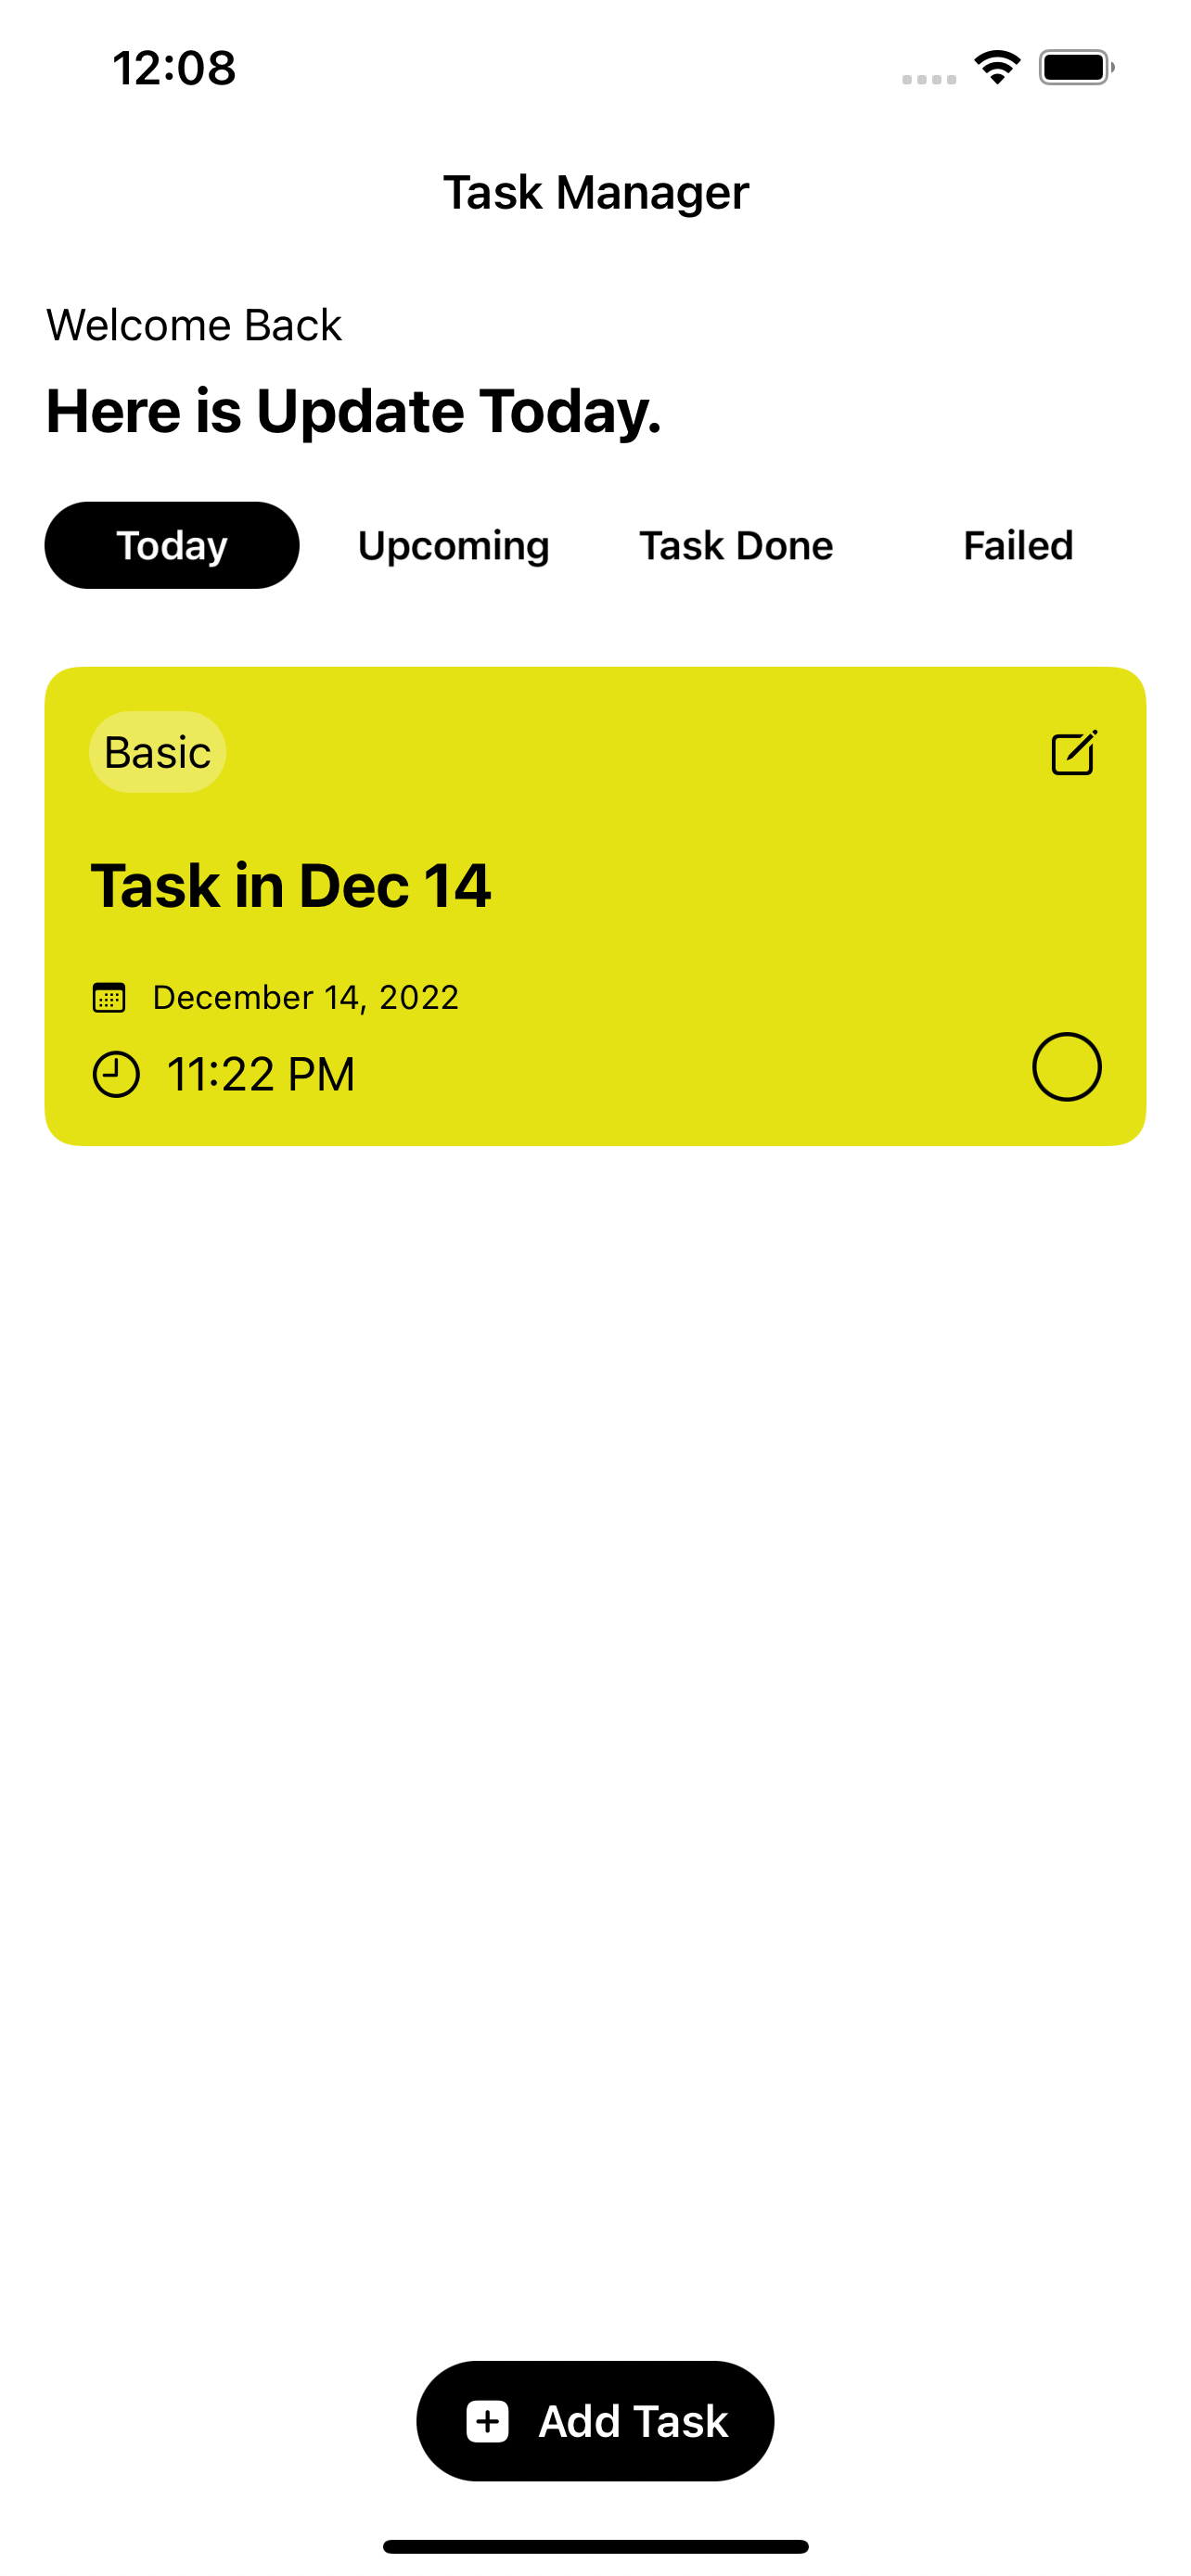 12:08
Task Manager
Welcome Back
Here is Update Today.
Today Upcoming Task Done Failed
Basic
Task in Dec 14
December 14, 2022
11:22 PM
Add Task